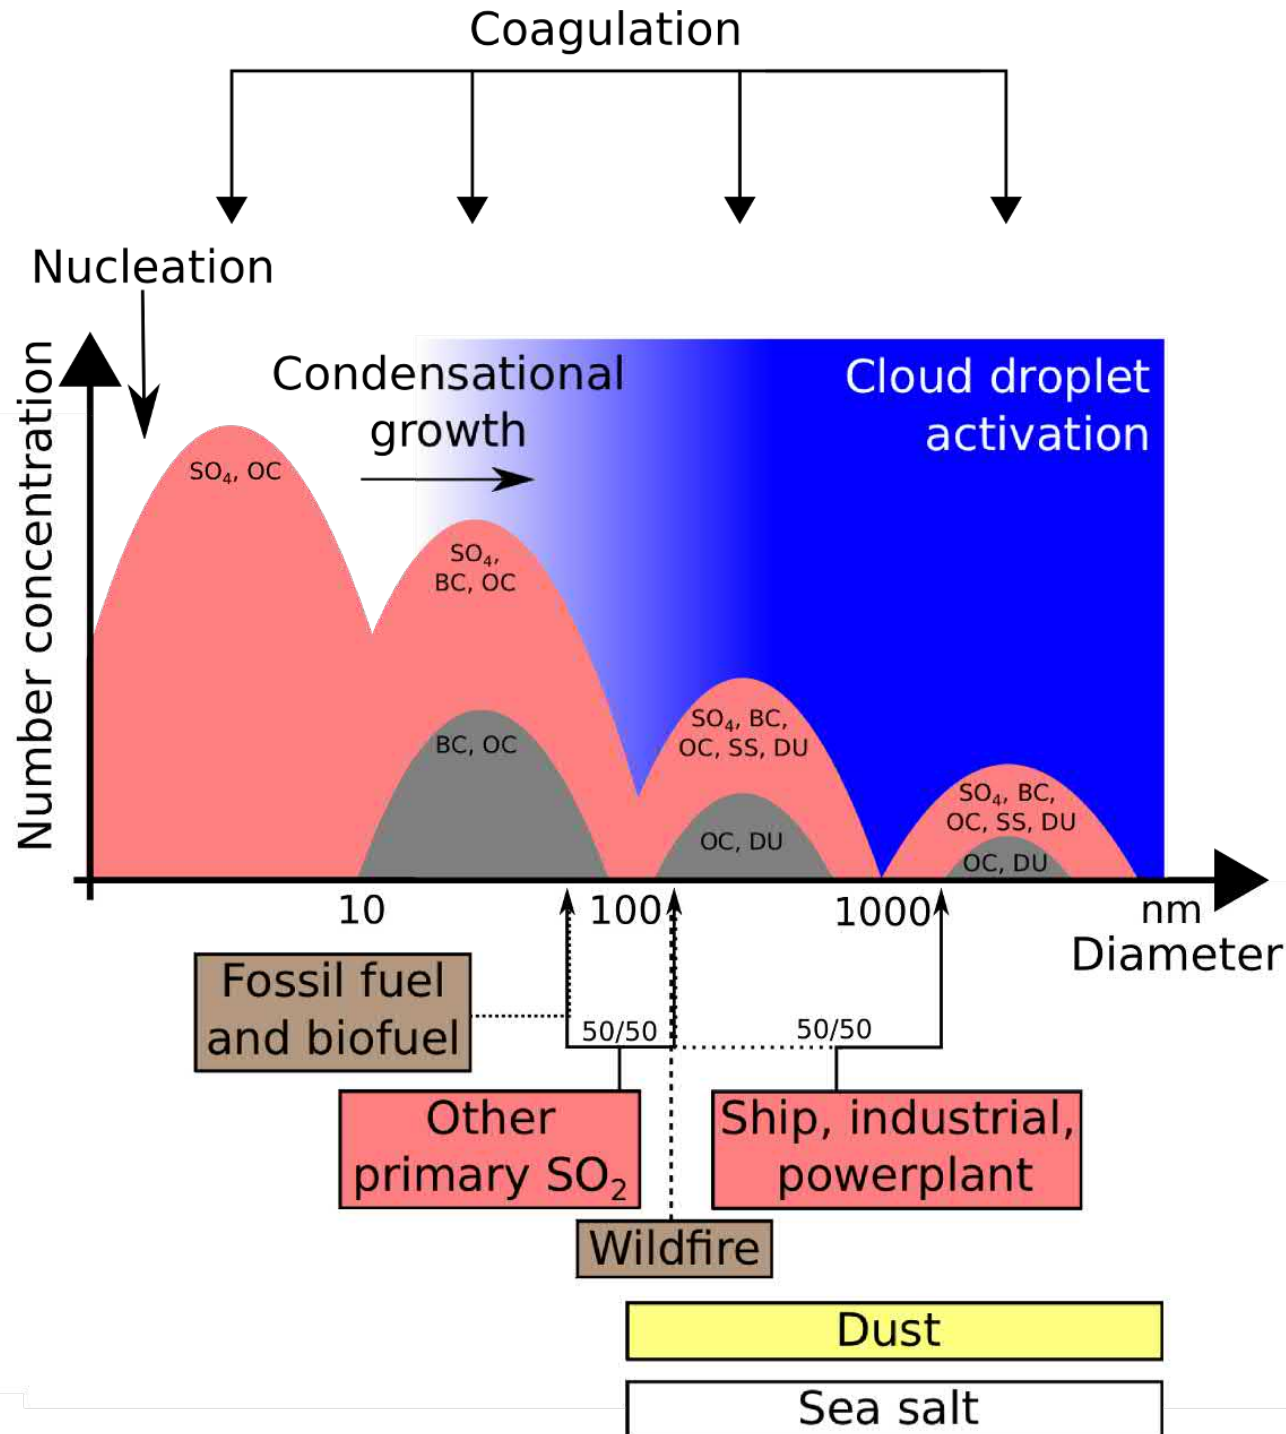 Coagulation
Nucleation
Condensational
growth
Cloud droplet
activation
Number concentration
SO₄, OC
SO₄,
BC, OC
BC, OC
SO₄, BC,
OC, SS, DU
OC, DU
SO₄, BC,
OC, SS, DU
OC, DU
10
100
1000
nm
Diameter
Fossil fuel
and biofuel
50/50
50/50
Other
primary SO₂
Ship, industrial,
powerplant
Wildfire
Dust
Sea salt